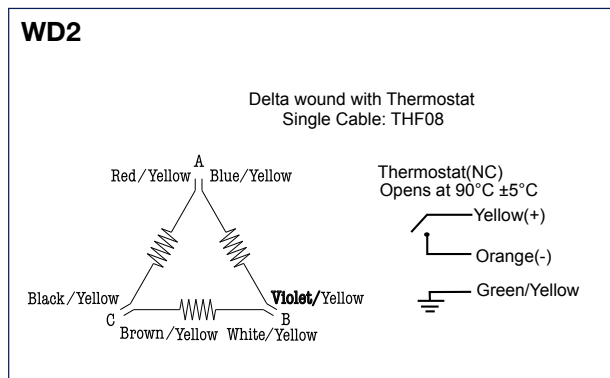 WD2
Delta wound with Thermostat
Single Cable: THF08
A
Red/Yellow Blue/Yellow
Thermostat(NC)
Opens at 90°C ±5°C
Yellow(+)
Orange(-)
Green/Yellow
Black/Yellow
Violet/Yellow
C
B
Brown/Yellow
White/Yellow